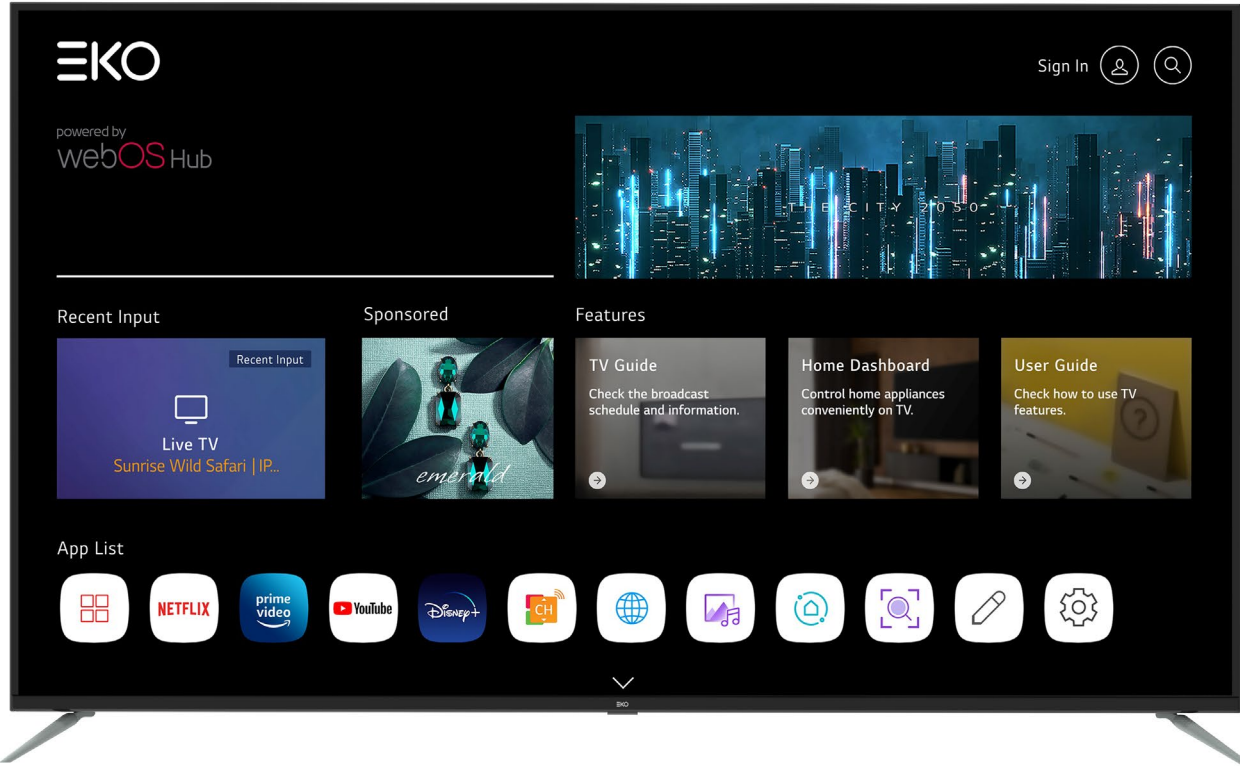 EKO
Sign In
powered by
webOS Hub
THE CITY 2050
Recent Input
Sponsored
Features
Recent Input
Live TV
Sunrise Wild Safari | IP...
emerald
TV Guide
Check the broadcast
schedule and information.
Home Dashboard
Control home appliances
conveniently on TV.
User Guide
Check how to use TV
features.
?
App List
NETFLIX
prime
video
YouTube
Disney+
CH
EKO